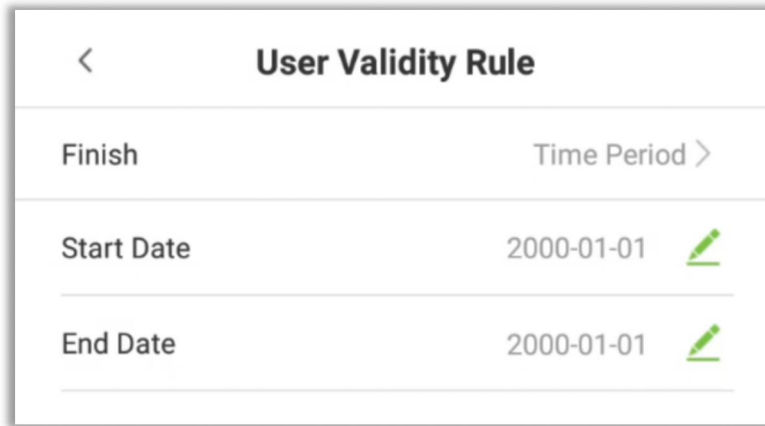 User Validity Rule
Finish Time Period
Start Date 2000-01-01
End Date 2000-01-01